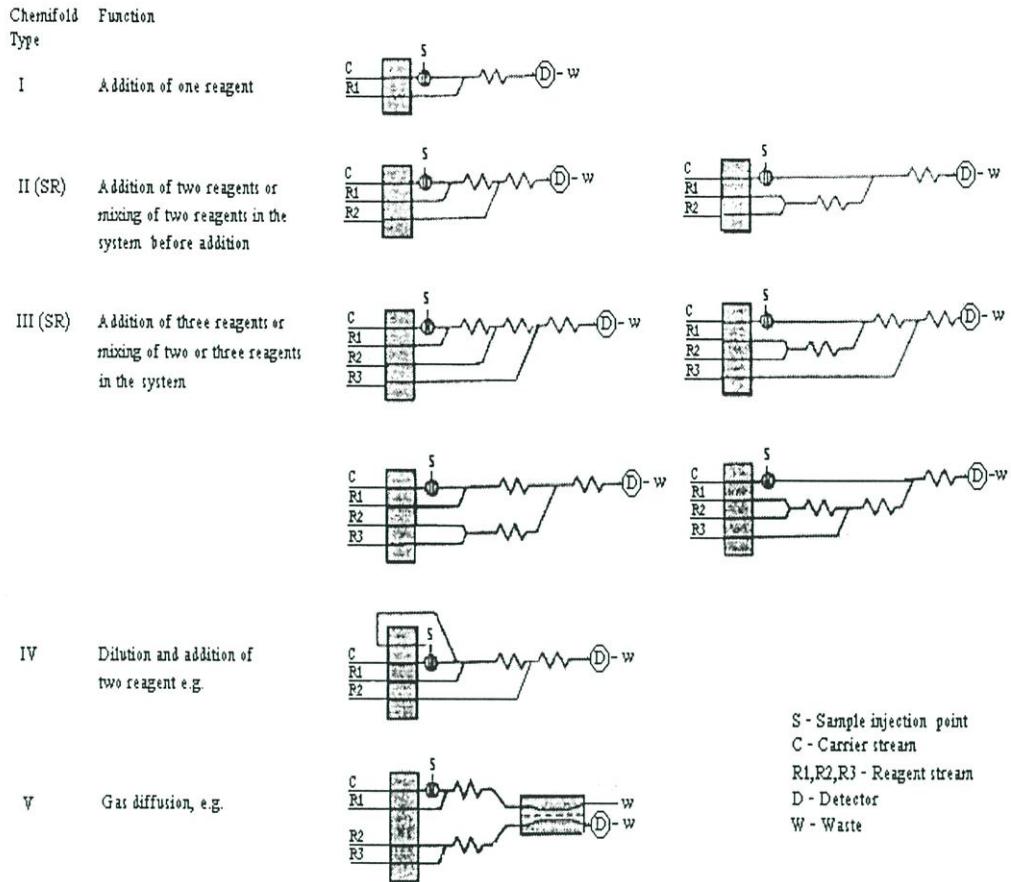 Chemifold Function
Type
S
C
R1
D - W
I Addition of one reagent
S
C
R1
R2
D - W
S
C
R1
R2
D - W
II (SR) Addition of two reagents or
mixing of two reagents in the
system before addition
S
C
R1
R2
R3
D - W
S
C
R1
R2
R3
D - W
III (SR) Addition of three reagents or
mixing of two or three reagents
in the system
S
C
R1
R2
R3
D - W
S
C
R1
R2
R3
D - W
S
C
R1
R2
D - W
IV Dilution and addition of
two reagent e.g.
S
C
R1
R2
R3
W
D - W
V Gas diffusion, e.g.
S - Sample injection point
C - Carrier stream
R1,R2,R3 - Reagent stream
D - Detector
W - Waste